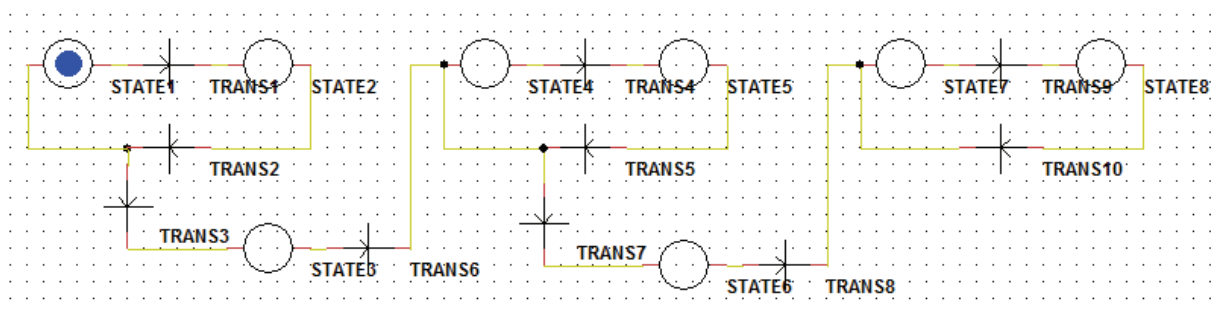 STATE1 TRANS1 STATE2 STATE4 TRANS4 STATE5 STATE7 TRANS9 STATE8
TRANS2 TRANS5 TRANS10
TRANS3 TRANS7
STATE3 TRANS6 STATE6 TRANS8